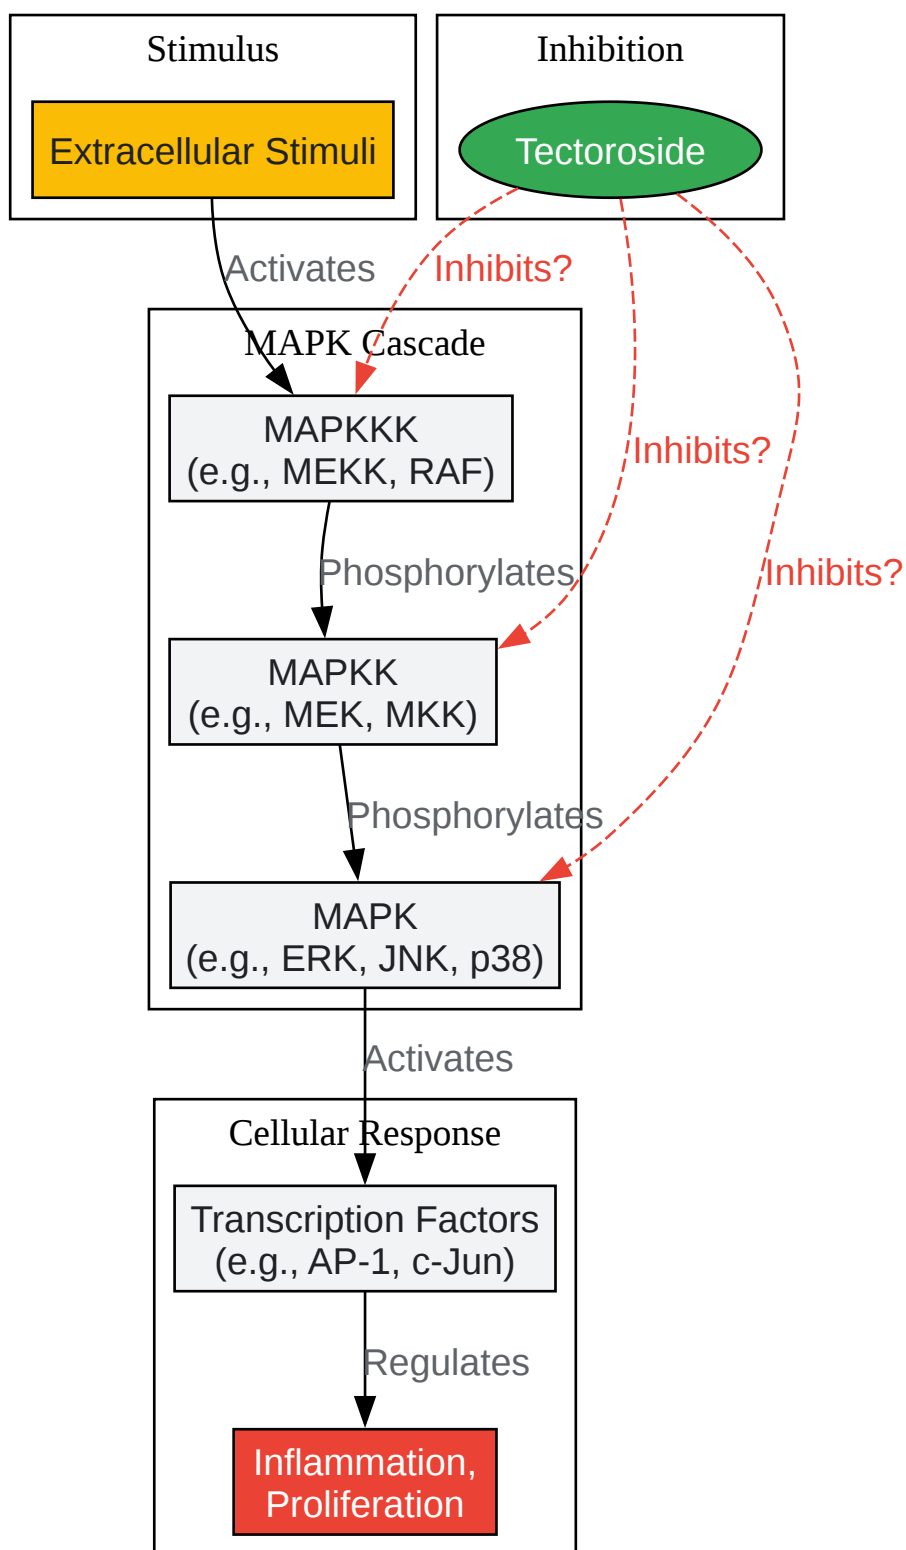 Stimulus
Inhibition
Extracellular Stimuli
Tectoroside
Activates
Inhibits?
MAPK Cascade
MAPKKK
(e.g., MEKK, RAF)
Inhibits?
Phosphorylates
Inhibits?
MAPKK
(e.g., MEK, MKK)
Phosphorylates
MAPK
(e.g., ERK, JNK, p38)
Activates
Cellular Response
Transcription Factors
(e.g., AP-1, c-Jun)
Regulates
Inflammation,
Proliferation